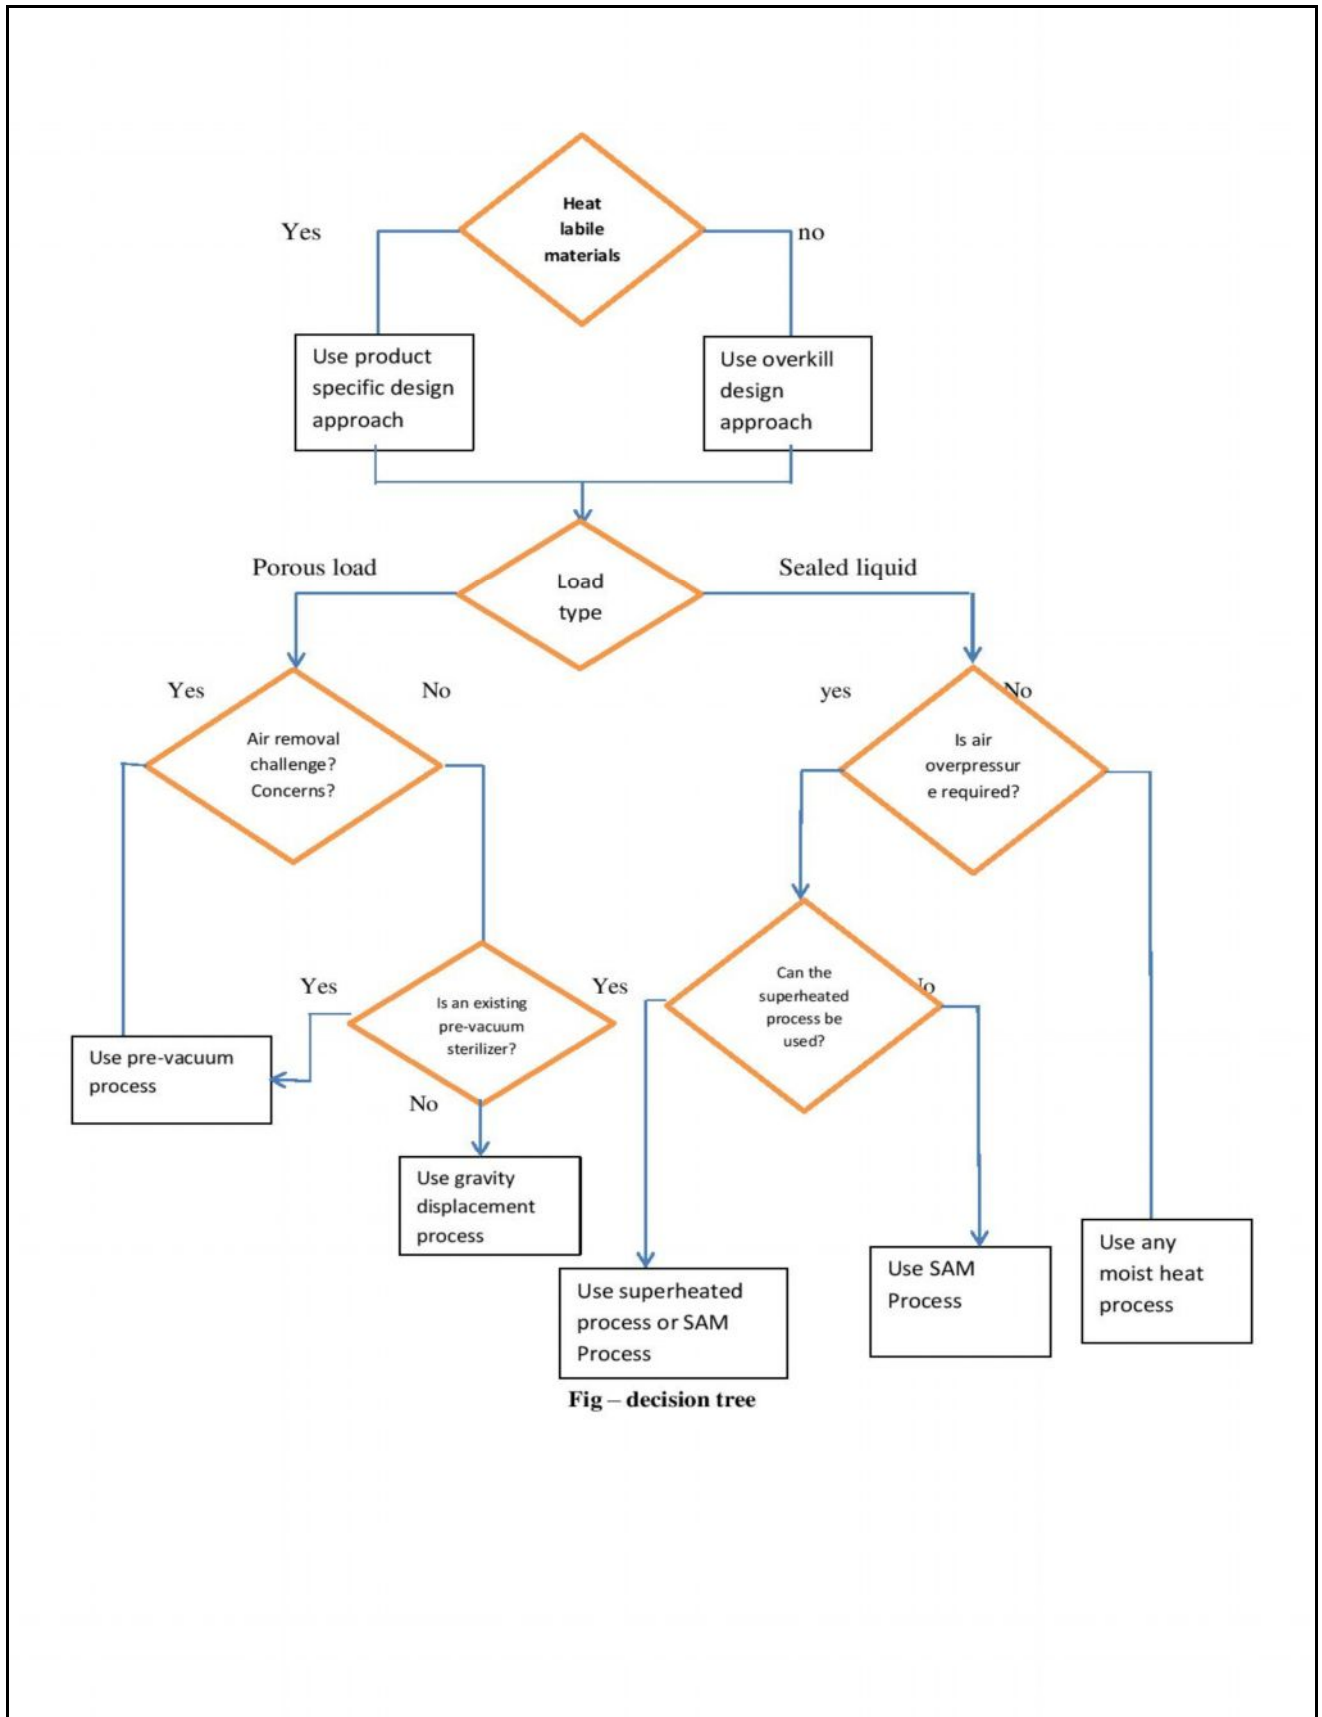 Heat
labile
materials
Yes
no
Use product
specific design
approach
Use overkill
design
approach
Porous load
Load
type
Sealed liquid
Yes
No
yes
No
Air removal
challenge?
Concerns?
Is air
overpressur
e required?
Yes
Is an existing
pre-vacuum
sterilizer?
Yes
Can the
superheated
process be
used?
No
Use pre-vacuum
process
No
Use gravity
displacement
process
Use superheated
process or SAM
Process
Use SAM
Process
Use any
moist heat
process
Fig – decision tree